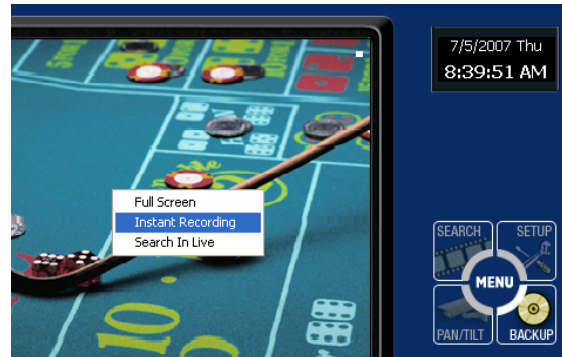 7/5/2007 Thu
8:39:51 AM
Full Screen
Instant Recording
Search In Live
SEARCH
SETUP
MENU
PAN/TILT
BACKUP
10.